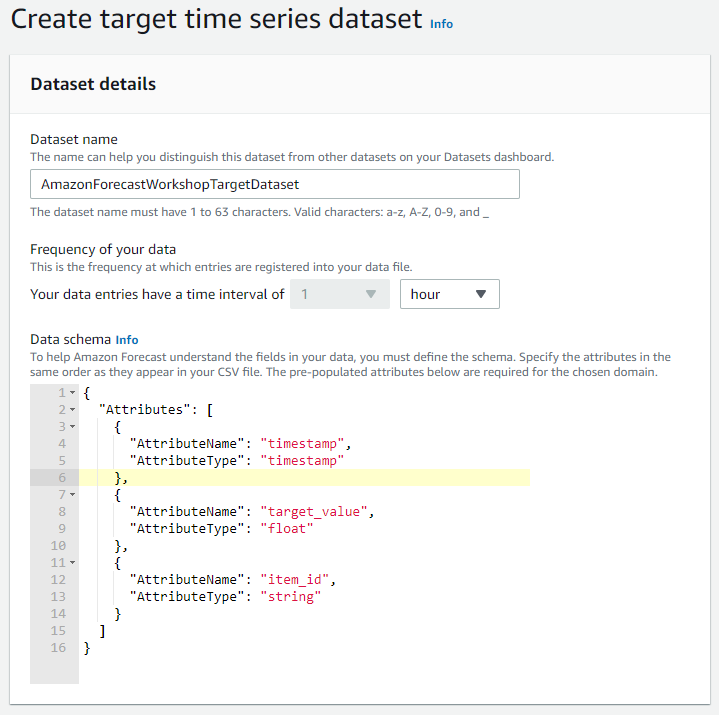 Create target time series dataset Info
Dataset details
Dataset name
The name can help you distinguish this dataset from other datasets on your Datasets dashboard.
AmazonForecastWorkshopTargetDataset
The dataset name must have 1 to 63 characters. Valid characters: a-z, A-Z, 0-9, and _
Frequency of your data
This is the frequency at which entries are registered into your data file.
Your data entries have a time interval of 1 hour
Data schema Info
To help Amazon Forecast understand the fields in your data, you must define the schema. Specify the attributes in the
same order as they appear in your CSV file. The pre-populated attributes below are required for the chosen domain.
1 {
2   "Attributes": [
3     {
4       "AttributeName": "timestamp",
5       "AttributeType": "timestamp"
6     },
7     {
8       "AttributeName": "target_value",
9       "AttributeType": "float"
10     },
11     {
12       "AttributeName": "item_id",
13       "AttributeType": "string"
14     }
15   ]
16 }